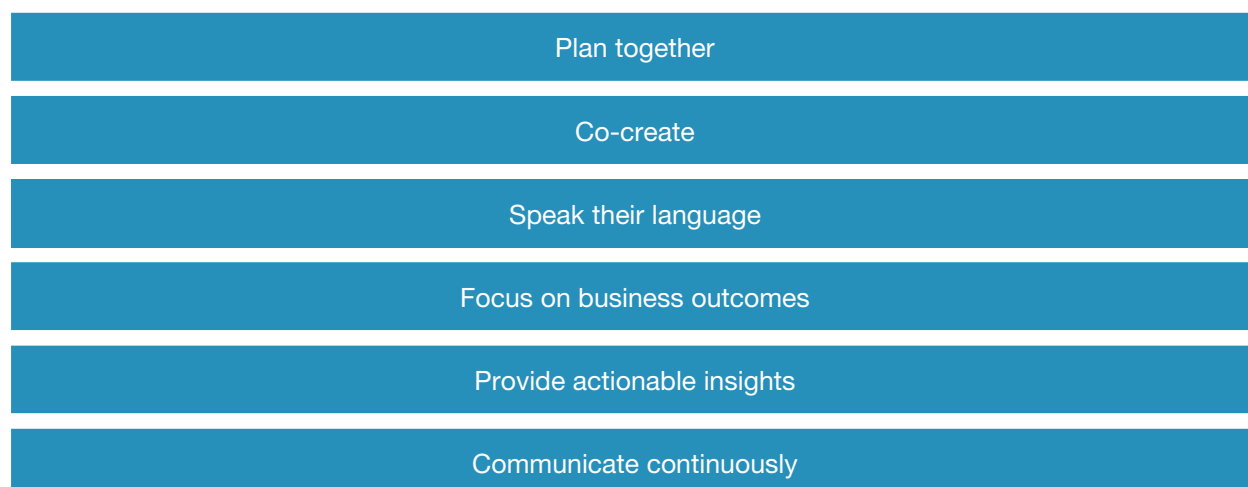 Plan together
Co-create
Speak their language
Focus on business outcomes
Provide actionable insights
Communicate continuously